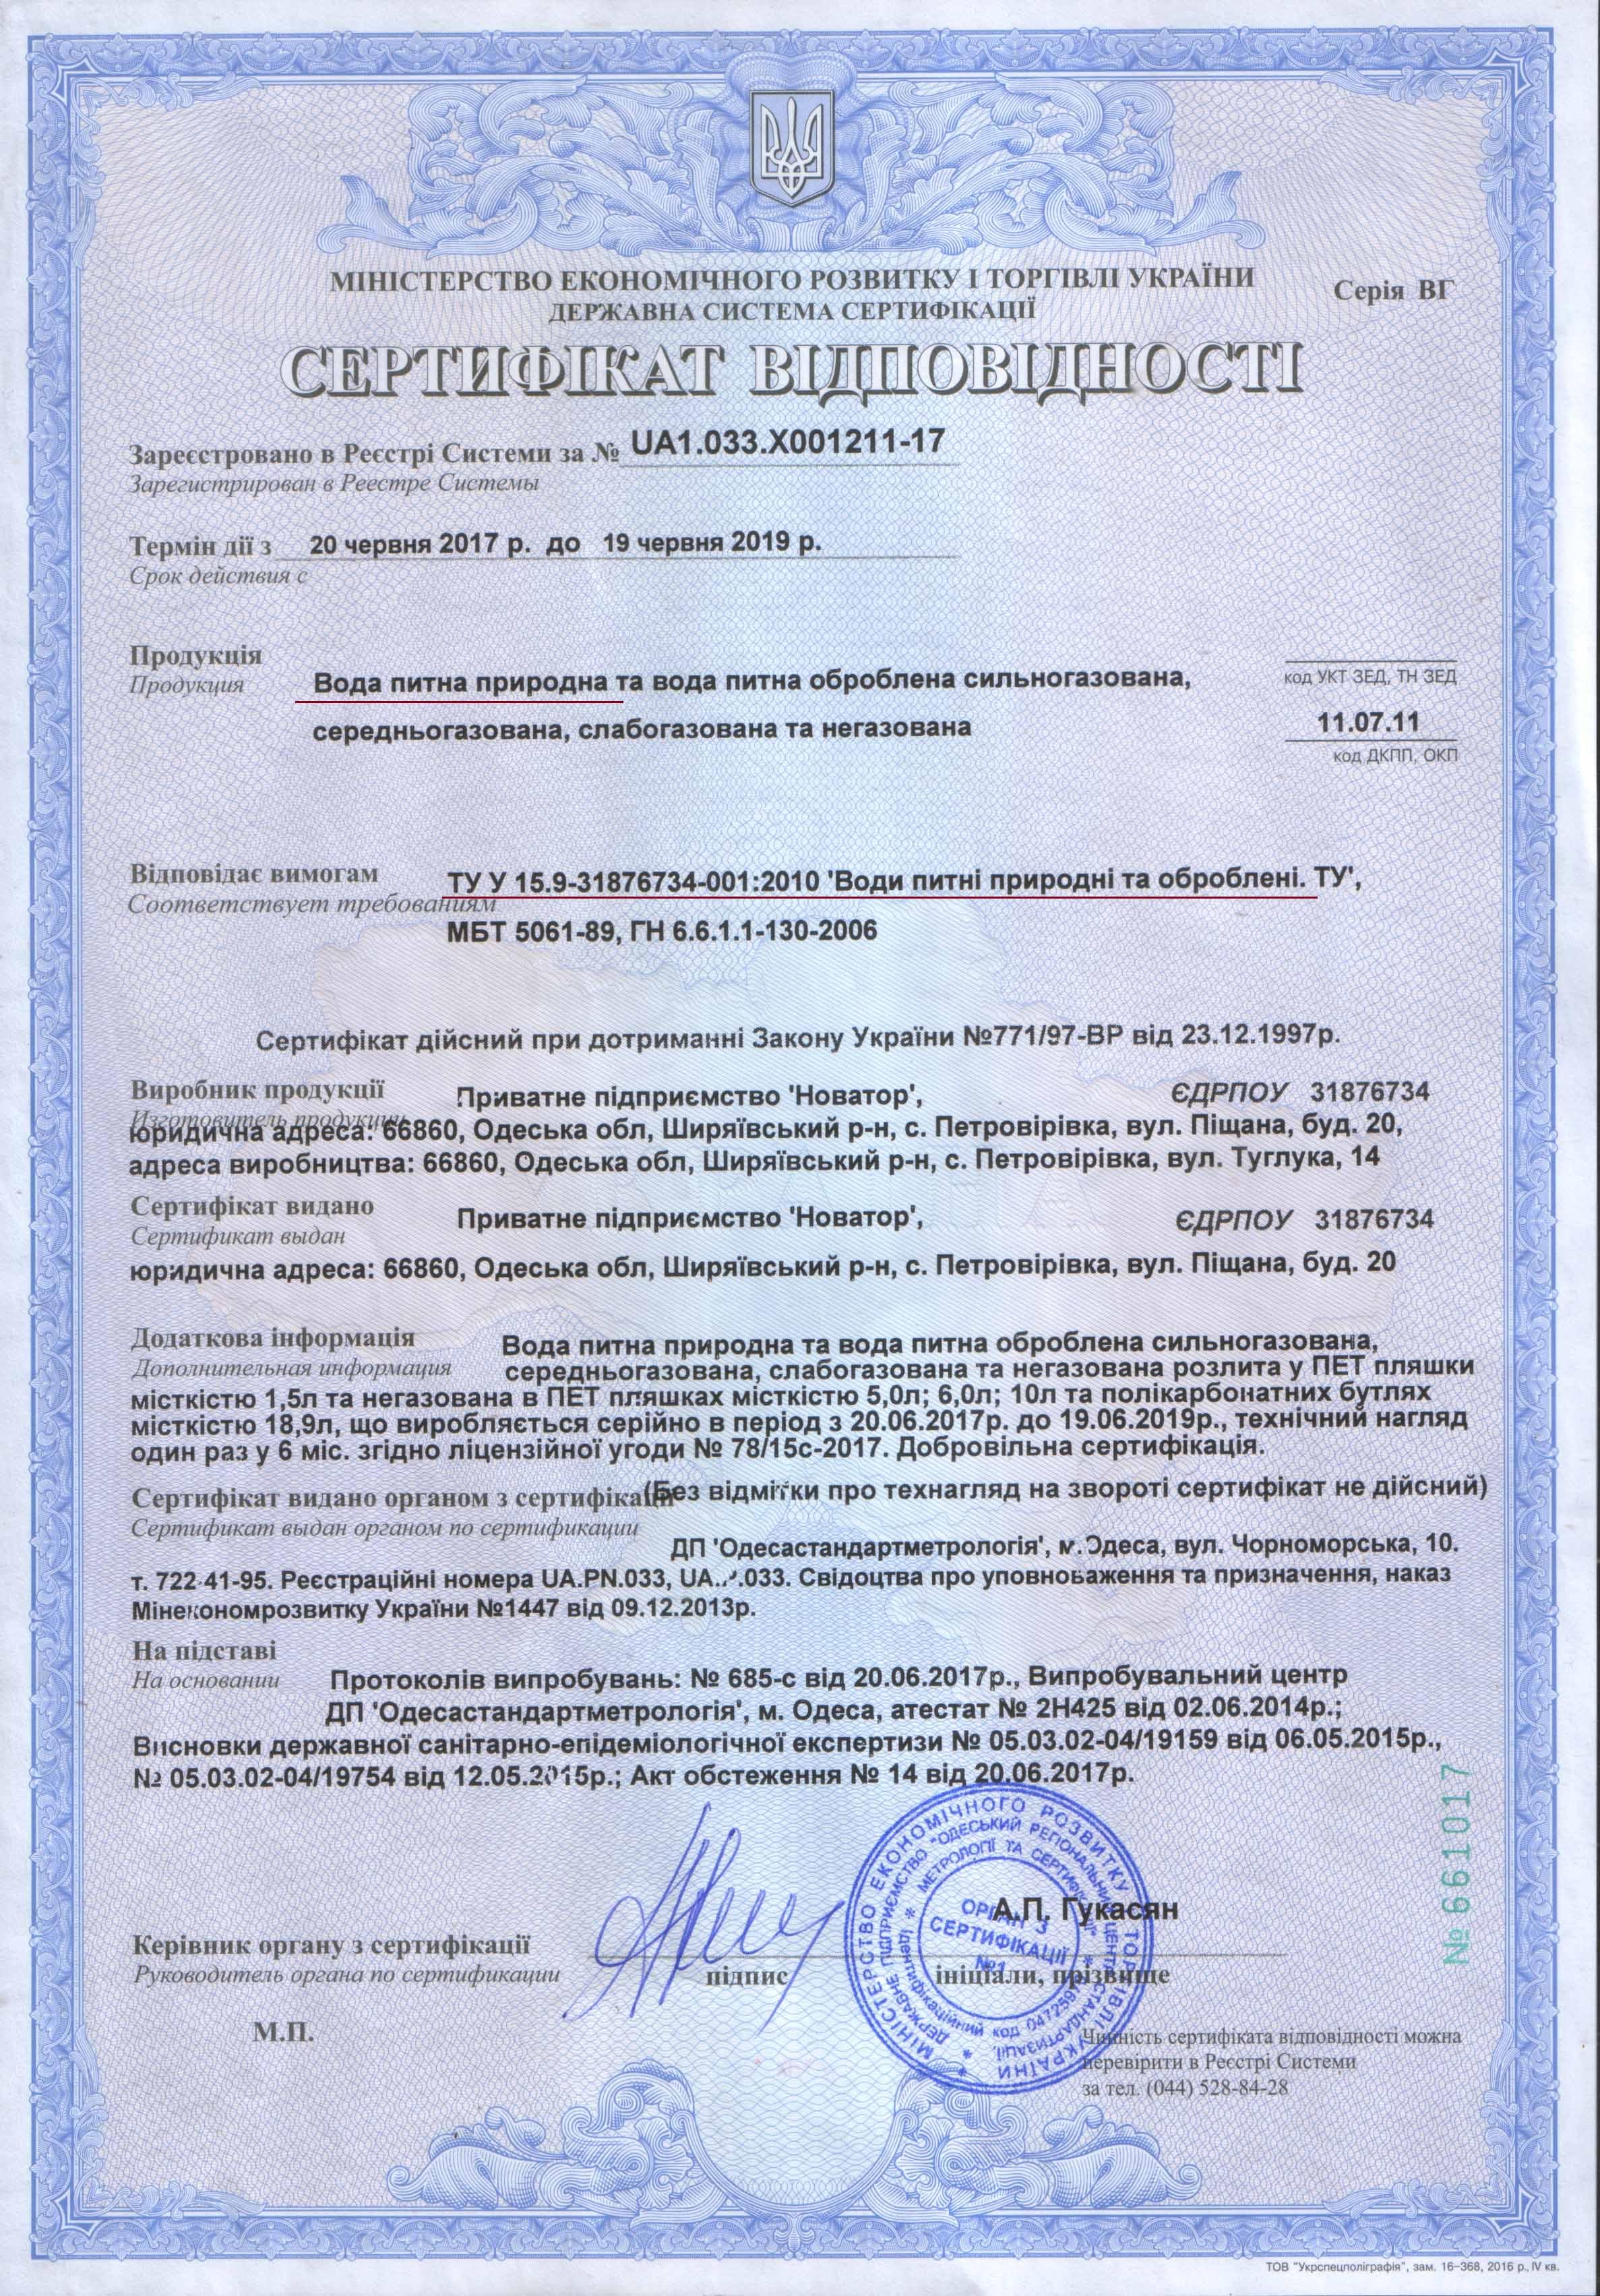 МІНІСТЕРСТВО ЕКОНОМІЧНОГО РОЗВИТКУ І ТОРГІВЛІ УКРАЇНИ
Серія ВГ
ДЕРЖАВНА СИСТЕМА СЕРТИФІКАЦІЇ
СЕРТИФІКАТ ВІДПОВІДНОСТІ
Зареєстровано в Реєстрі Системи за № UA1.033.X001211-17
Зарегистрирован в Реестре Системы
Термін дії з 20 червня 2017 р. до 19 червня 2019 р.
Срок действия с
Продукція
Продукция
Вода питна природна та вода питна оброблена сильногазована,
код УКТ ЗЕД, ТН ЗЕД
середньогазована, слабогазована та негазована
11.07.11
код ДКПП, ОКП
Відповідає вимогам ТУ У 15.9-31876734-001:2010 'Води питні природні та оброблені. ТУ',
Соответствует требованиям
МБТ 5061-89, ГН 6.6.1.1-130-2006
Сертифікат дійсний при дотриманні Закону України №771/97-ВР від 23.12.1997р.
Виробник продукції Приватне підприємство 'Новатор', ЄДРПОУ 31876734
Изготовитель продукции
юридична адреса: 66860, Одеська обл, Ширяївський р-н, с. Петровірівка, вул. Піщана, буд. 20,
адреса виробництва: 66860, Одеська обл, Ширяївський р-н, с. Петровірівка, вул. Туглука, 14
Сертифікат видано Приватне підприємство 'Новатор', ЄДРПОУ 31876734
Сертификат выдан
юридична адреса: 66860, Одеська обл, Ширяївський р-н, с. Петровірівка, вул. Піщана, буд. 20
Додаткова інформація Вода питна природна та вода питна оброблена сильногазована,
Дополнительная информация середньогазована, слабогазована та негазована розлита у ПЕТ пляшки
місткістю 1,5л та негазована в ПЕТ пляшках місткістю 5,0л; 6,0л; 10л та полікарбонатних бутлях
місткістю 18,9л, що виробляється серійно в період з 20.06.2017р. до 19.06.2019р., технічний нагляд
один раз у 6 міс. згідно ліцензійної угоди № 78/15с-2017. Добровільна сертифікація.
Сертифікат видано органом з сертифікації (Без відмітки про технагляд на звороті сертифікат не дійсний)
Сертификат выдан органом по сертификации
ДП 'Одесастандартметрологія', м.Одеса, вул. Чорноморська, 10.
т. 722-41-95. Реєстраційні номера UA.PN.033, .033. Свідоцтва про уповноваження та призначення, наказ
Мінекономрозвитку України №1447 від 09.12.2013р.
На підставі
На основании
Протоколів випробувань: № 685-с від 20.06.2017р., Випробувальний центр
ДП 'Одесастандартметрологія', м. Одеса, атестат № 2Н425 від 02.06.2014р.;
Висновки державної санітарно-епідеміологічної експертизи № 05.03.02-04/19159 від 06.05.2015р.,
№ 05.03.02-04/19754 від 12.05.2015р.; Акт обстеження № 14 від 20.06.2017р.
№ 661017
МІНІСТЕРСТВО ЕКОНОМІЧНОГО РОЗВИТКУ І ТОРГІВЛІ УКРАЇНИ
ДЕРЖАВНЕ ПІДПРИЄМСТВО "ОДЕСЬКИЙ РЕГІОНАЛЬНИЙ ЦЕНТР СТАНДАРТИЗАЦІЇ,
МЕТРОЛОГІЇ ТА СЕРТИФІКАЦІЇ"
Ідентифікаційний код
ОРГАН З
СЕРТИФІКАЦІЇ
№1
А.П. Гукасян
Керівник органу з сертифікації
Руководитель органа по сертификации
підпис
ініціали, прізвище
М.П.
Чинність сертифіката відповідності можна
перевірити в Реєстрі Системи
за тел. (044) 528-84-28
ТОВ "Укрспецполіграфія", зам. 16-368, 2016 р., IV кв.